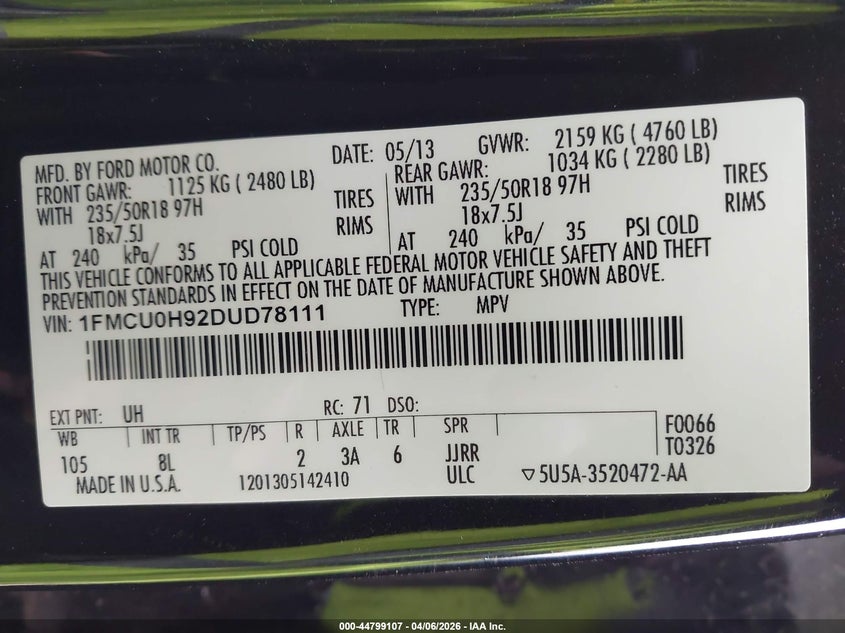 MFD. BY FORD MOTOR CO. DATE: 05/13 GVWR: 2159 KG ( 4760 LB)
FRONT GAWR: 1125 KG ( 2480 LB) REAR GAWR: 1034 KG ( 2280 LB)
WITH 235/50R18 97H TIRES WITH 235/50R18 97H TIRES
18x7.5J RIMS 18x7.5J RIMS
AT 240 kPa/ 35 PSI COLD AT 240 kPa/ 35 PSI COLD
THIS VEHICLE CONFORMS TO ALL APPLICABLE FEDERAL MOTOR VEHICLE SAFETY AND THEFT
PREVENTION STANDARDS IN EFFECT ON THE DATE OF MANUFACTURE SHOWN ABOVE.
VIN: 1FMCU0H92DUD78111 TYPE: MPV
EXT PNT: UH RC: 71 DSO:
WB INT TR TP/PS R AXLE TR SPR F0066
105 8L 2 3A 6 JJRR T0326
MADE IN U.S.A. 1201305142410 ULC ▽5U5A-3520472-AA
000-44799107 - 04/06/2026 - IAA Inc.